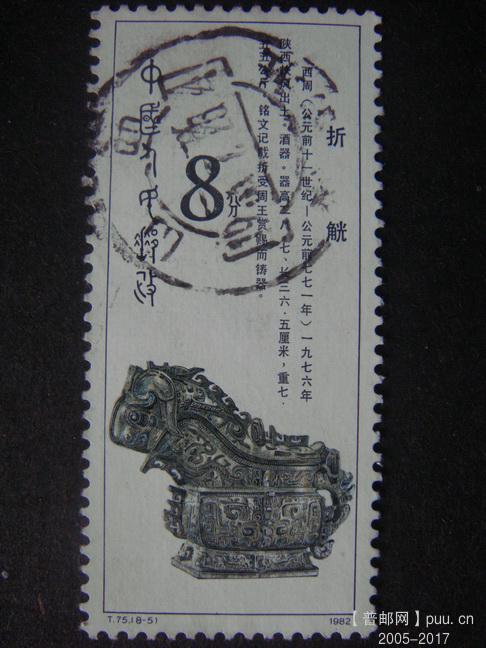 折觥
西周（公元前十一世纪—公元前七七一年）一九七六年
陕西扶风出土。酒器。器高二八·七、长三六·五厘米，重七·
五五公斤。铭文记载折受周王赏赐而铸器。
8分
中国人民邮政
T.75.(8-5)
1982
【普邮网】puu.cn
2005-2017